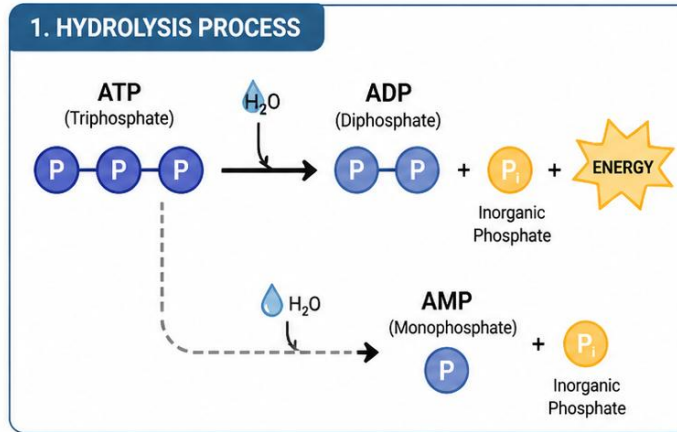 1. HYDROLYSIS PROCESS
ATP
(Triphosphate)
P P P
H₂O
ADP
(Diphosphate)
P P + Pᵢ + ENERGY
Inorganic
Phosphate
H₂O
AMP
(Monophosphate)
P + Pᵢ
Inorganic
Phosphate